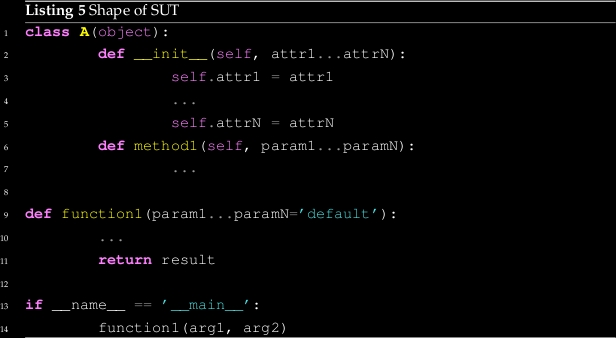 Listing 5 Shape of SUT
1 class A(object):
2 def __init__(self, attr1...attrN):
3 self.attr1 = attr1
4 ...
5 self.attrN = attrN
6 def method1(self, param1...paramN):
7 ...
8
9 def function1(param1...paramN='default'):
10 ...
11 return result
12
13 if __name__ == '__main__':
14 function1(arg1, arg2)